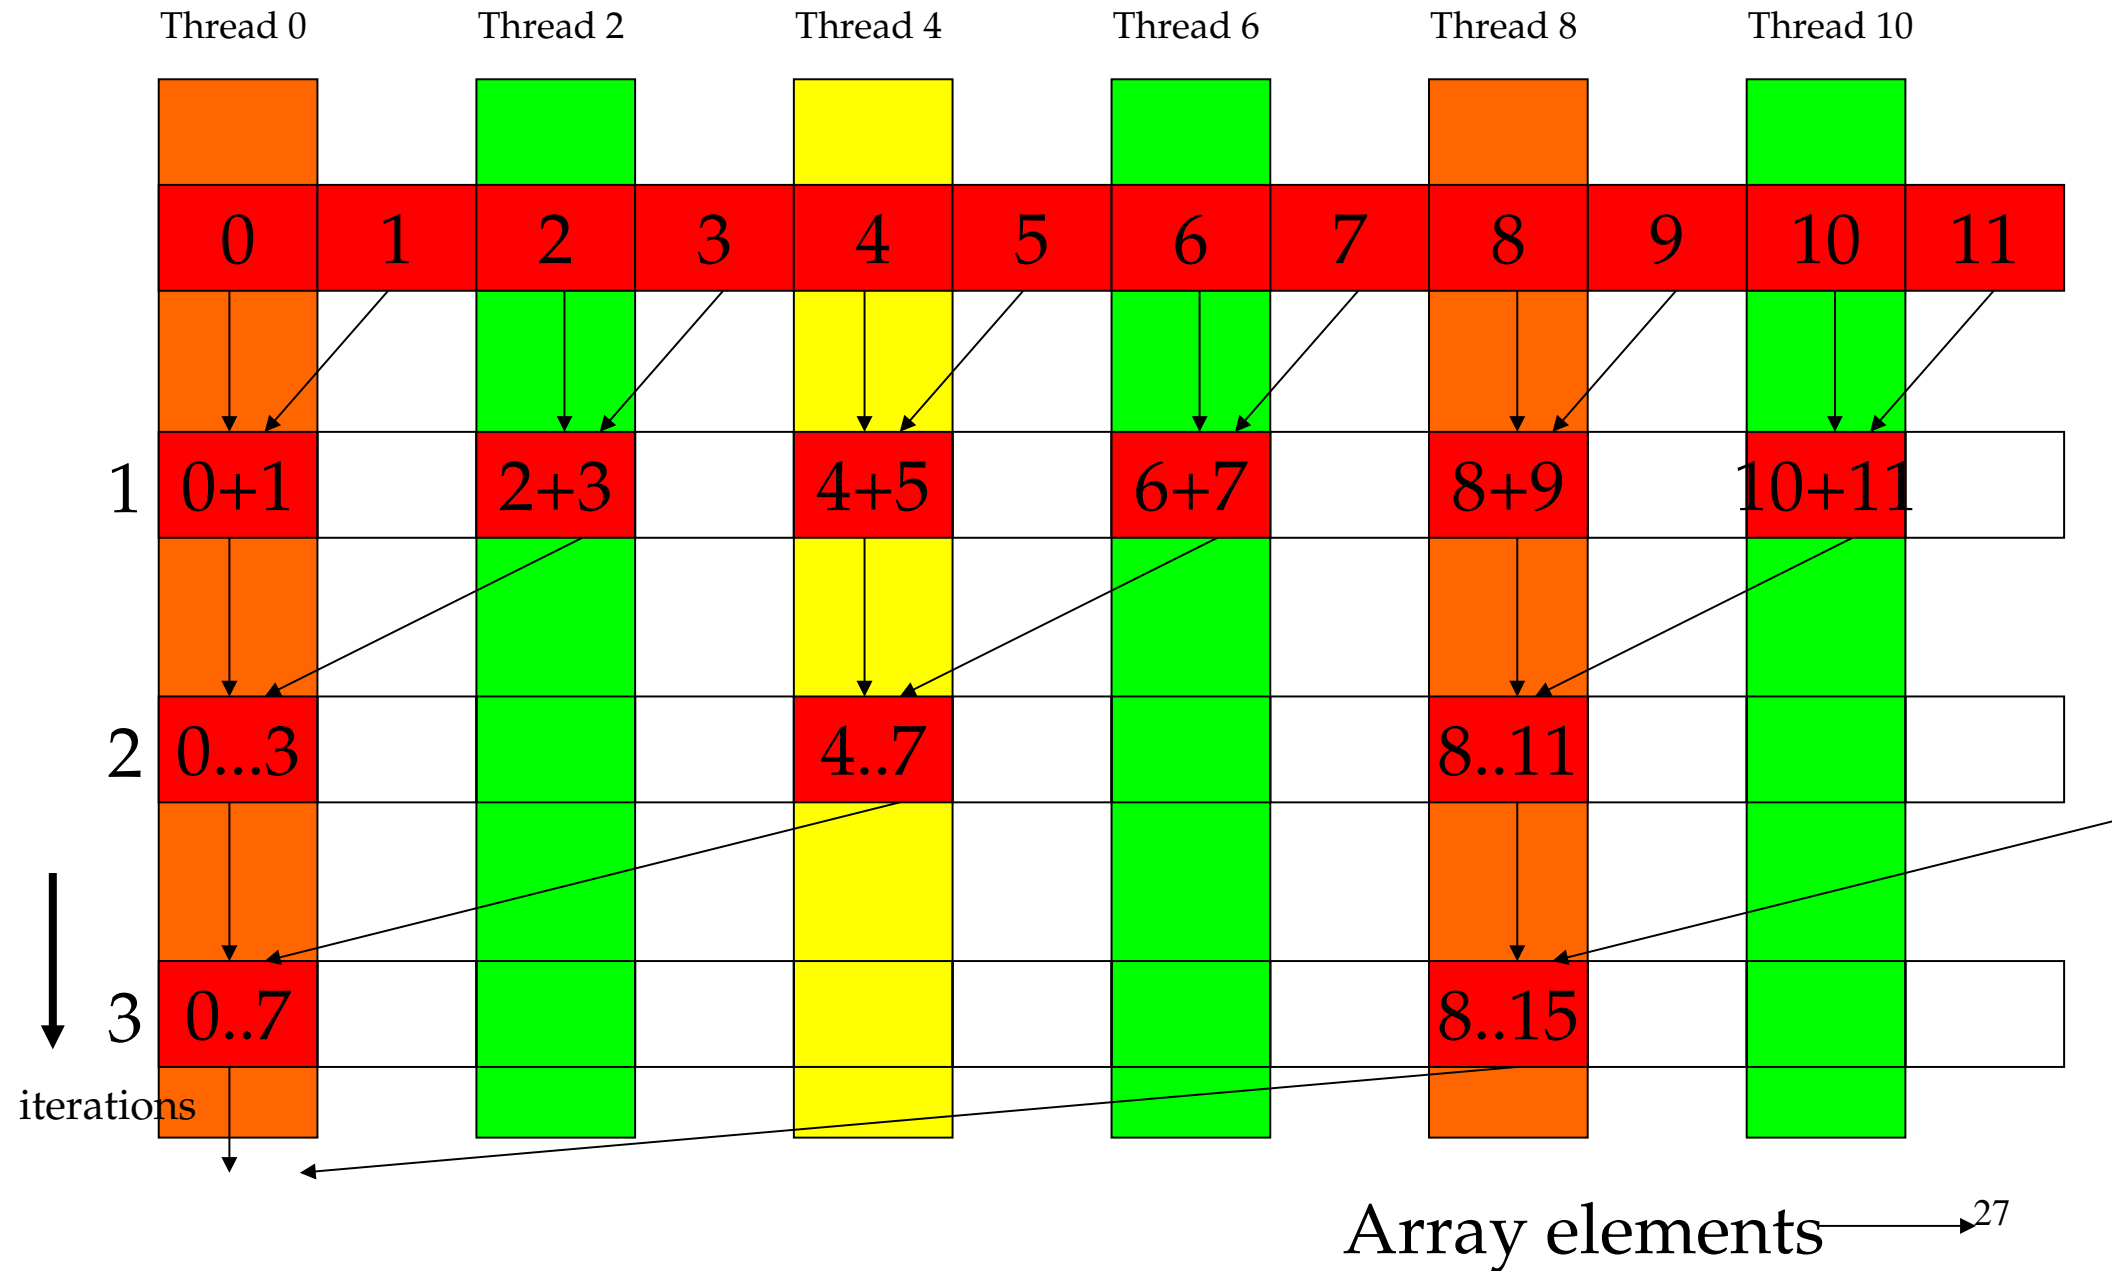 Thread 0 Thread 2 Thread 4 Thread 6 Thread 8 Thread 10
0 1 2 3 4 5 6 7 8 9 10 11
1 0+1 2+3 4+5 6+7 8+9 10+11
2 0...3 4..7 8..11
3 0..7 8..15
iterations
Array elements 27